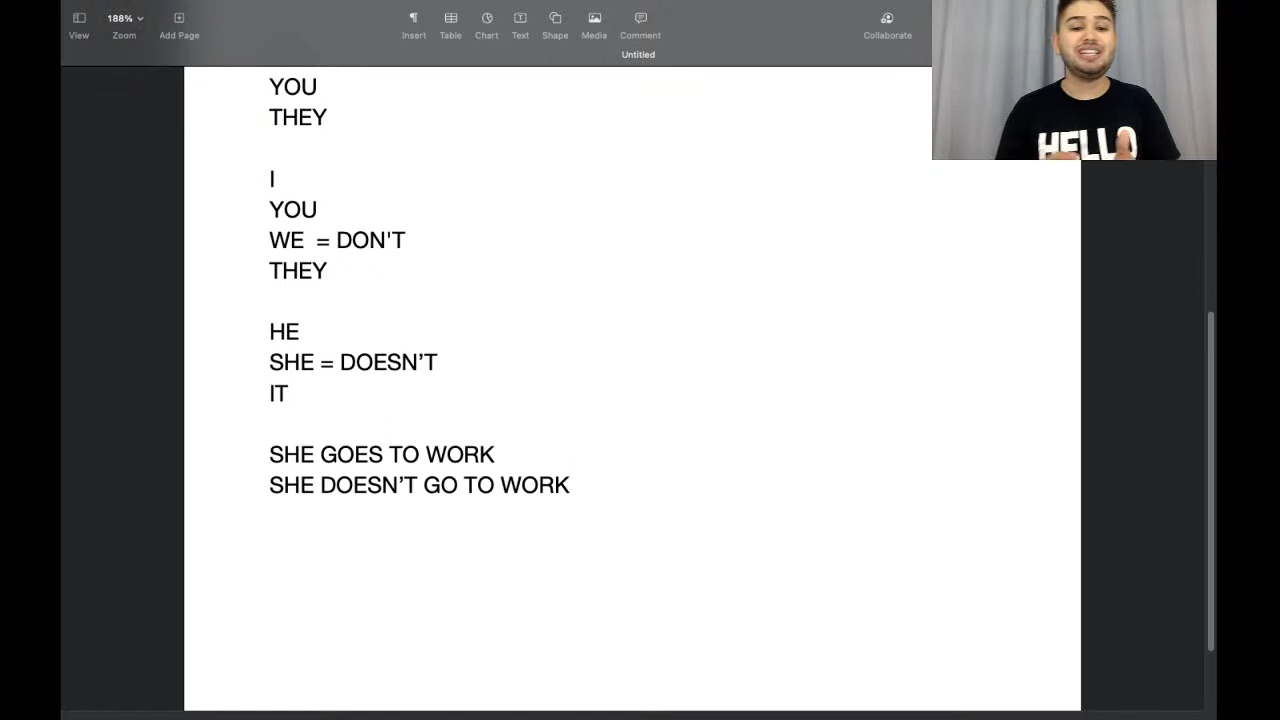 188%
View
Zoom
Add Page
Insert
Table
Chart
Text
Shape
Media
Comment
Collaborate
Untitled
HELLO
YOU
THEY
I
YOU
WE = DON'T
THEY
HE
SHE = DOESN’T
IT
SHE GOES TO WORK
SHE DOESN’T GO TO WORK